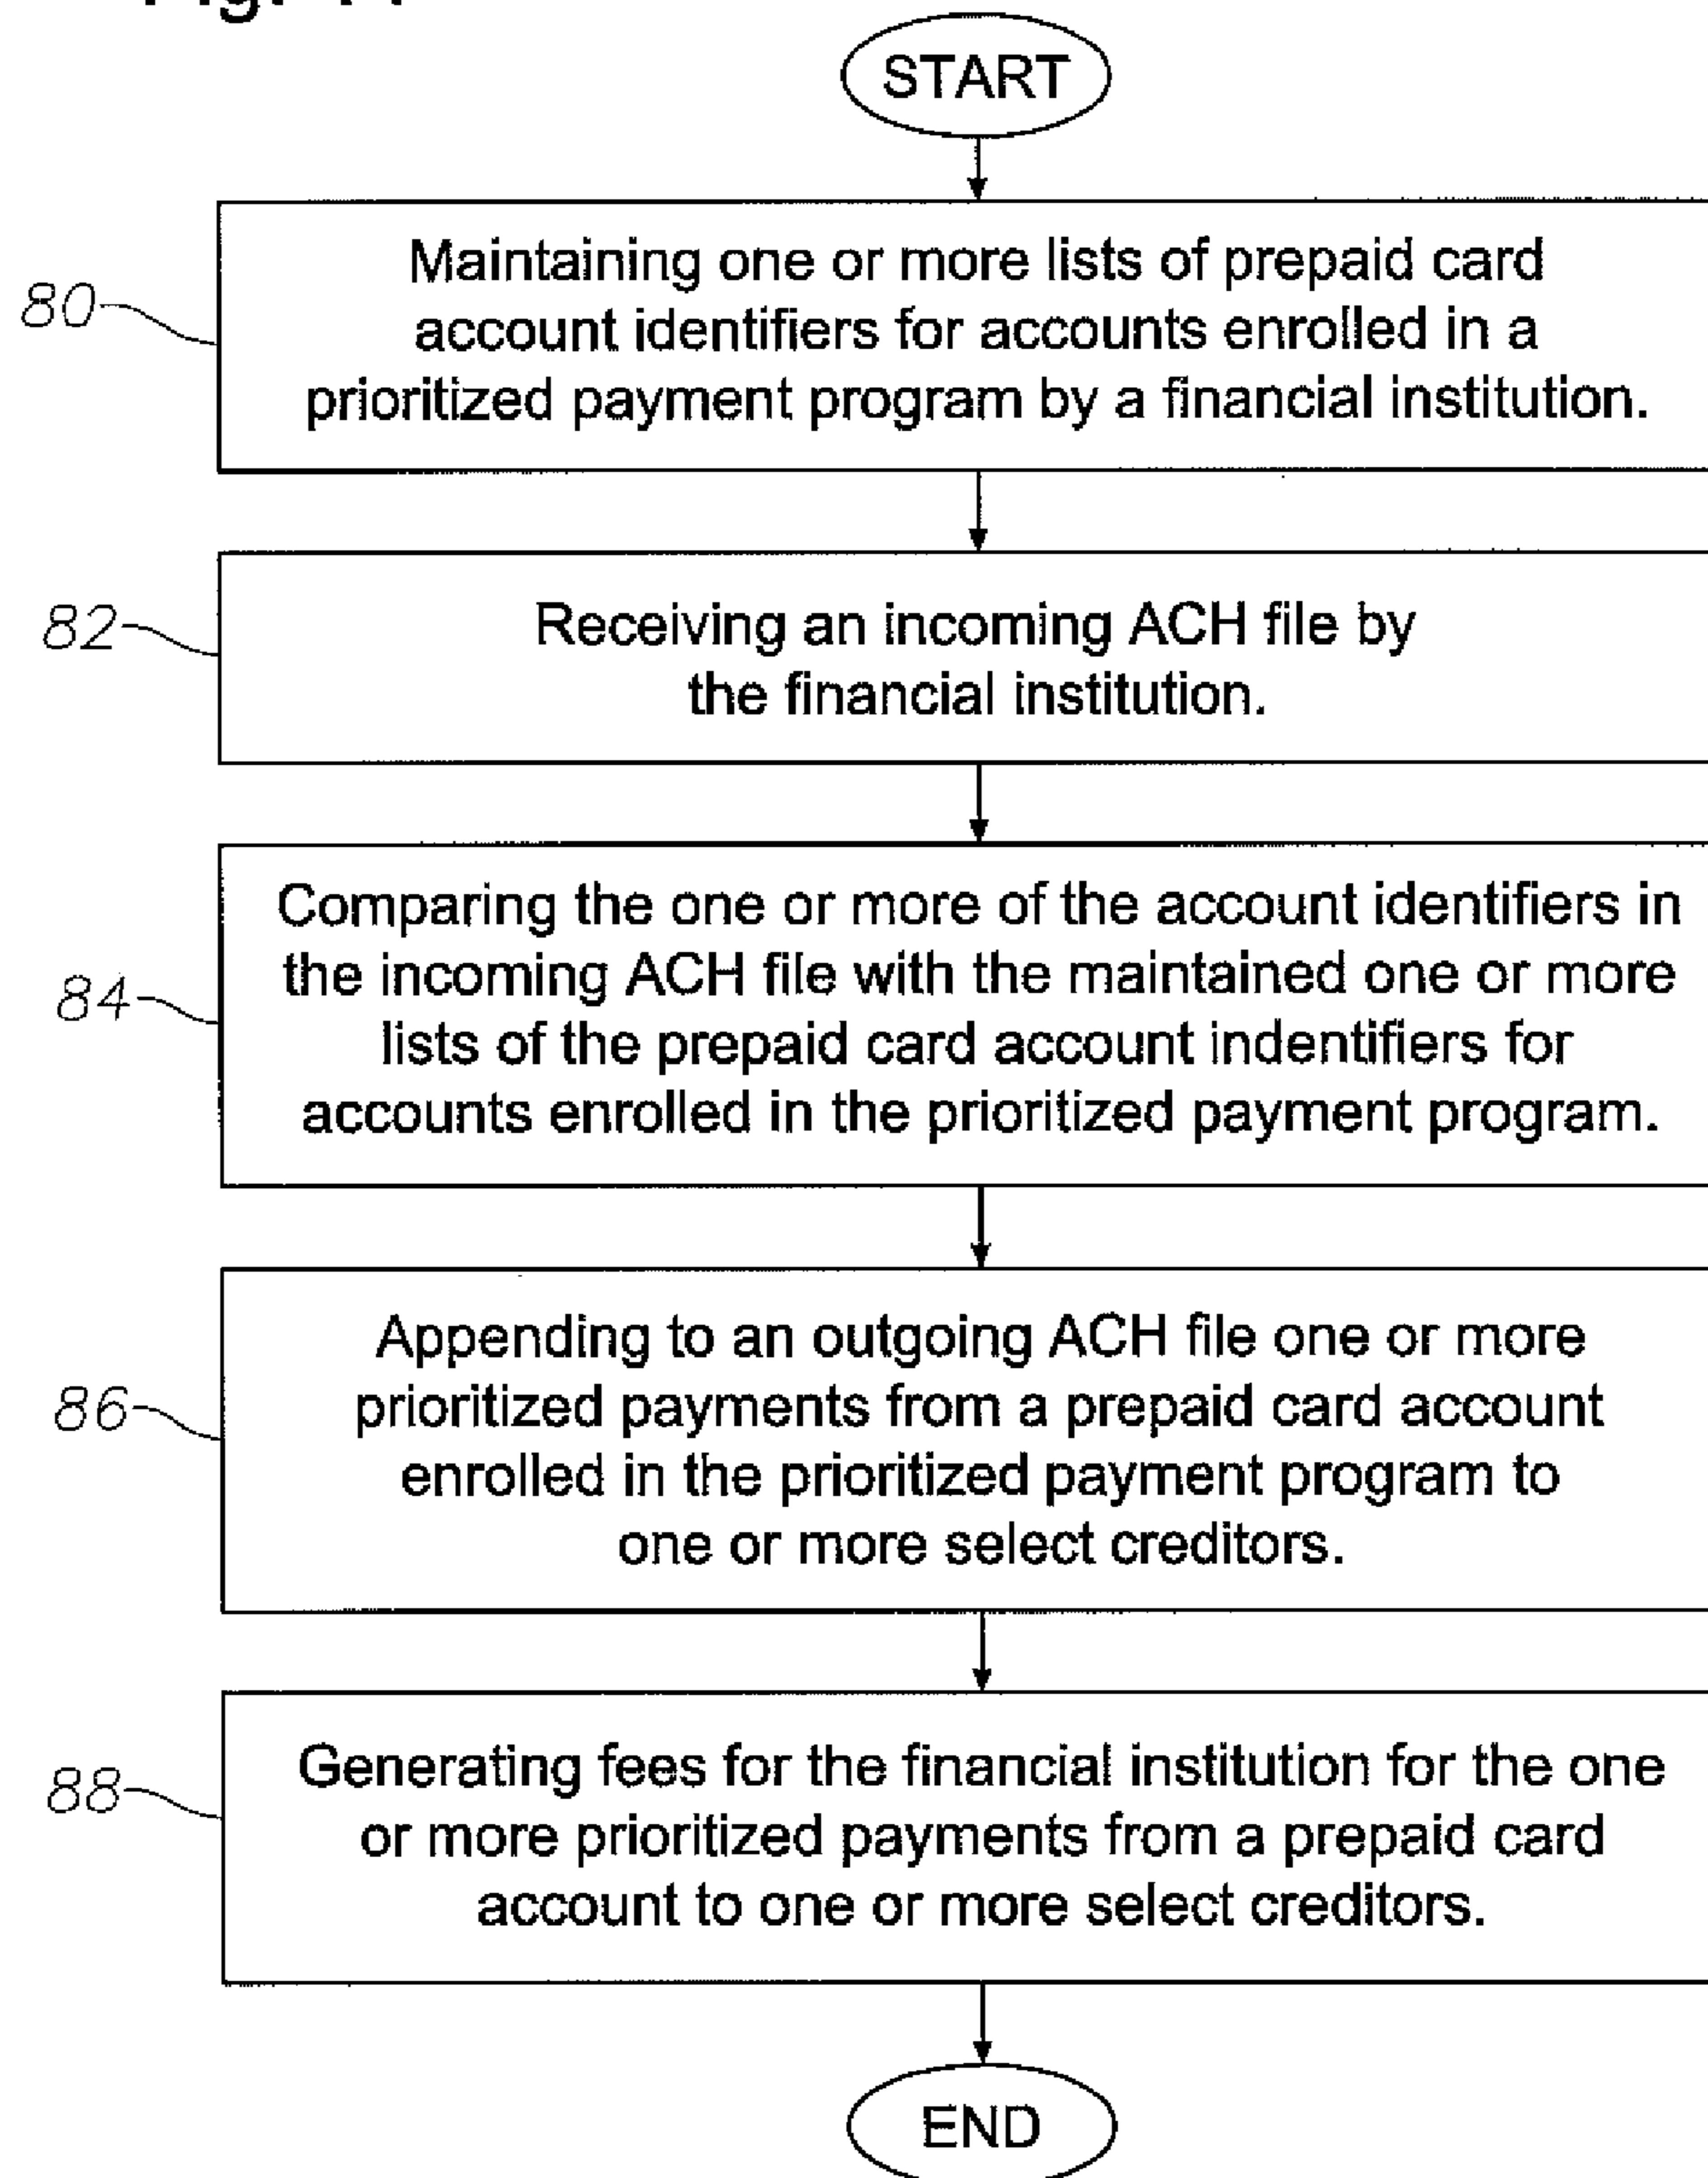 START
80
Maintaining one or more lists of prepaid card
account identifiers for accounts enrolled in a
prioritized payment program by a financial institution.
82
Receiving an incoming ACH file by
the financial institution.
84
Comparing the one or more of the account identifiers in
the incoming ACH file with the maintained one or more
lists of the prepaid card account indentifiers for
accounts enrolled in the prioritized payment program.
86
Appending to an outgoing ACH file one or more
prioritized payments from a prepaid card account
enrolled in the prioritized payment program to
one or more select creditors.
88
Generating fees for the financial institution for the one
or more prioritized payments from a prepaid card
account to one or more select creditors.
END